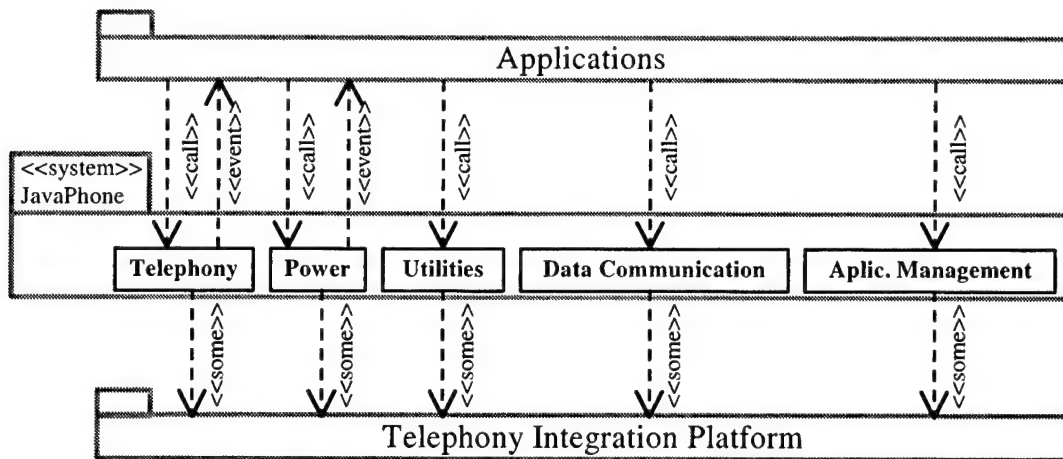 Applications
<<call>>
<<event>>
<<call>>
<<event>>
<<call>>
<<call>>
<<call>>
<<system>>
JavaPhone
Telephony
Power
Utilities
Data Communication
Aplic. Management
<<some>>
<<some>>
<<some>>
<<some>>
<<some>>
Telephony Integration Platform